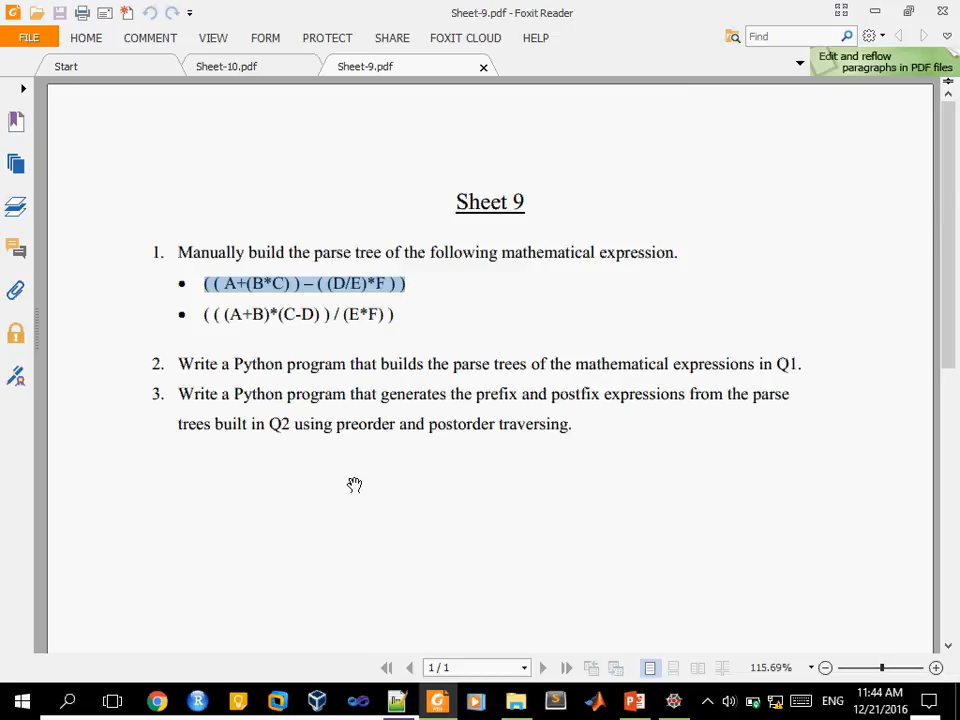 Sheet-9.pdf - Foxit Reader
FILE HOME COMMENT VIEW FORM PROTECT SHARE FOXIT CLOUD HELP Find
Start Sheet-10.pdf Sheet-9.pdf
Edit and reflow
paragraphs in PDF files
Sheet 9
1. Manually build the parse tree of the following mathematical expression.
• ( ( A+(B*C) ) – ( (D/E)*F ) )
• ( ( (A+B)*(C-D) ) / (E*F) )
2. Write a Python program that builds the parse trees of the mathematical expressions in Q1.
3. Write a Python program that generates the prefix and postfix expressions from the parse
trees built in Q2 using preorder and postorder traversing.
1 / 1 115.69%
ENG 11:44 AM
12/21/2016